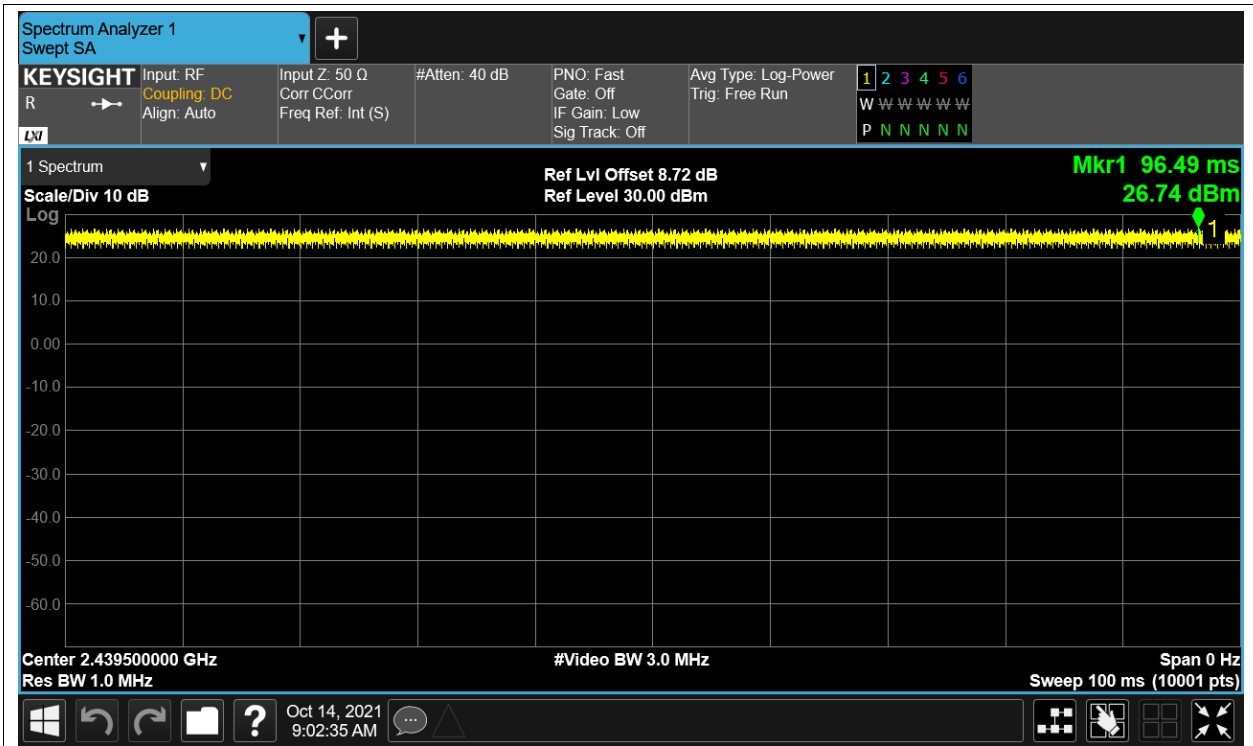 Spectrum Analyzer 1
Swept SA
+
KEYSIGHT
R
LXI
Input: RF
Coupling: DC
Align: Auto
Input Z: 50 Ω
Corr CCorr
Freq Ref: Int (S)
#Atten: 40 dB
PNO: Fast
Gate: Off
IF Gain: Low
Sig Track: Off
Avg Type: Log-Power
Trig: Free Run
1 2 3 4 5 6
W W W W W W
P N N N N N
1 Spectrum
Scale/Div 10 dB
Log
Ref Lvl Offset 8.72 dB
Ref Level 30.00 dBm
Mkr1 96.49 ms
26.74 dBm
1
20.0
10.0
0.00
-10.0
-20.0
-30.0
-40.0
-50.0
-60.0
Center 2.439500000 GHz
Res BW 1.0 MHz
#Video BW 3.0 MHz
Span 0 Hz
Sweep 100 ms (10001 pts)
?
Oct 14, 2021
9:02:35 AM